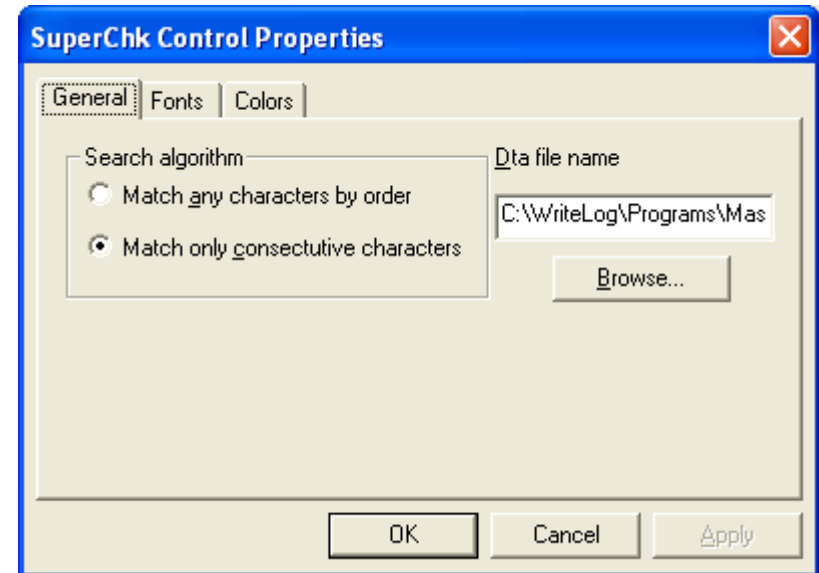 SuperChk Control Properties
General Fonts Colors
Search algorithm
Match any characters by order
Match only consectutive characters
Dta file name
C:\WriteLog\Programs\Mas
Browse...
OK Cancel Apply